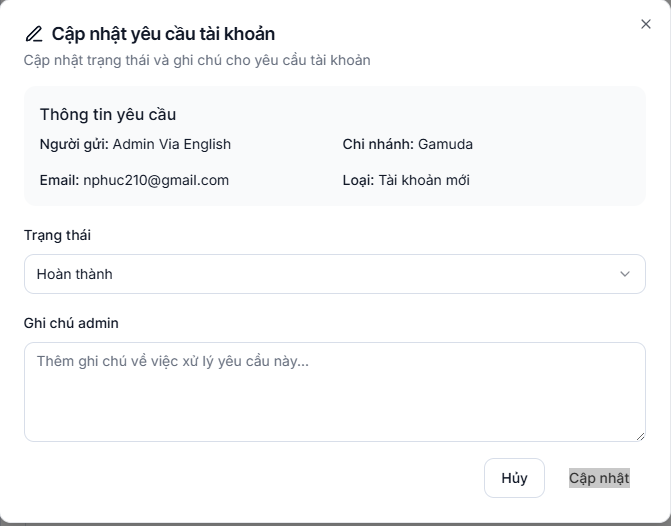 Cập nhật yêu cầu tài khoản
Cập nhật trạng thái và ghi chú cho yêu cầu tài khoản
Thông tin yêu cầu
Người gửi: Admin Via English
Chi nhánh: Gamuda
Email: nphuc210@gmail.com
Loại: Tài khoản mới
Trạng thái
Hoàn thành
Ghi chú admin
Thêm ghi chú về việc xử lý yêu cầu này...
Hủy
Cập nhật